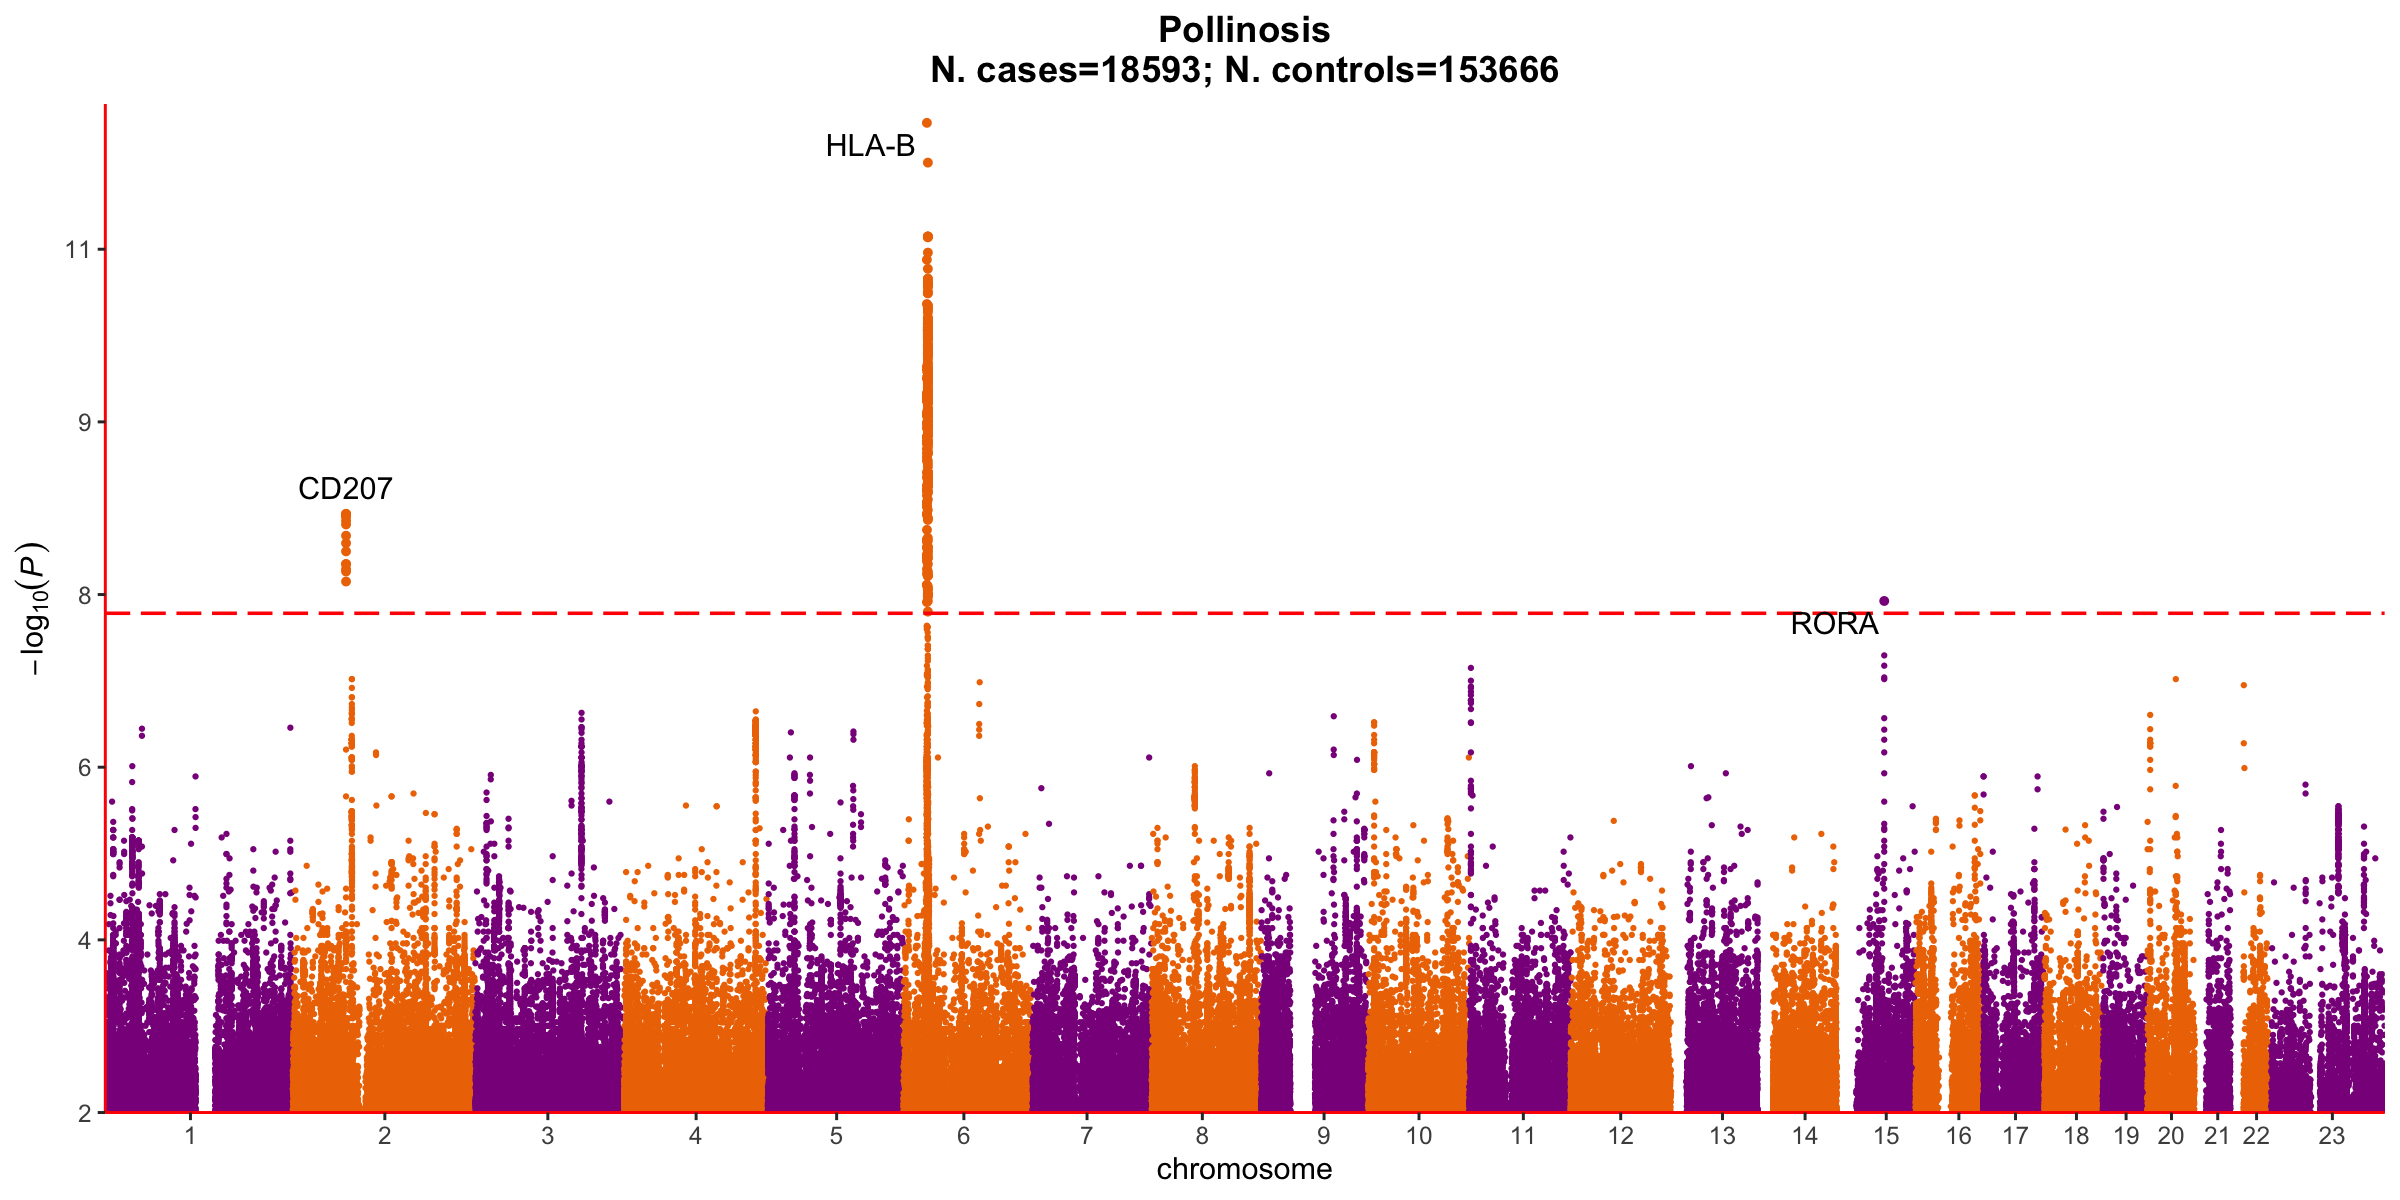 Pollinosis
N. cases=18593; N. controls=153666
HLA-B
11
9
CD207
8
RORA
−log10(P)
6
4
2
1 2 3 4 5 6 7 8 9 10 11 12 13 14 15 16 17 18 19 20 21 22 23
chromosome